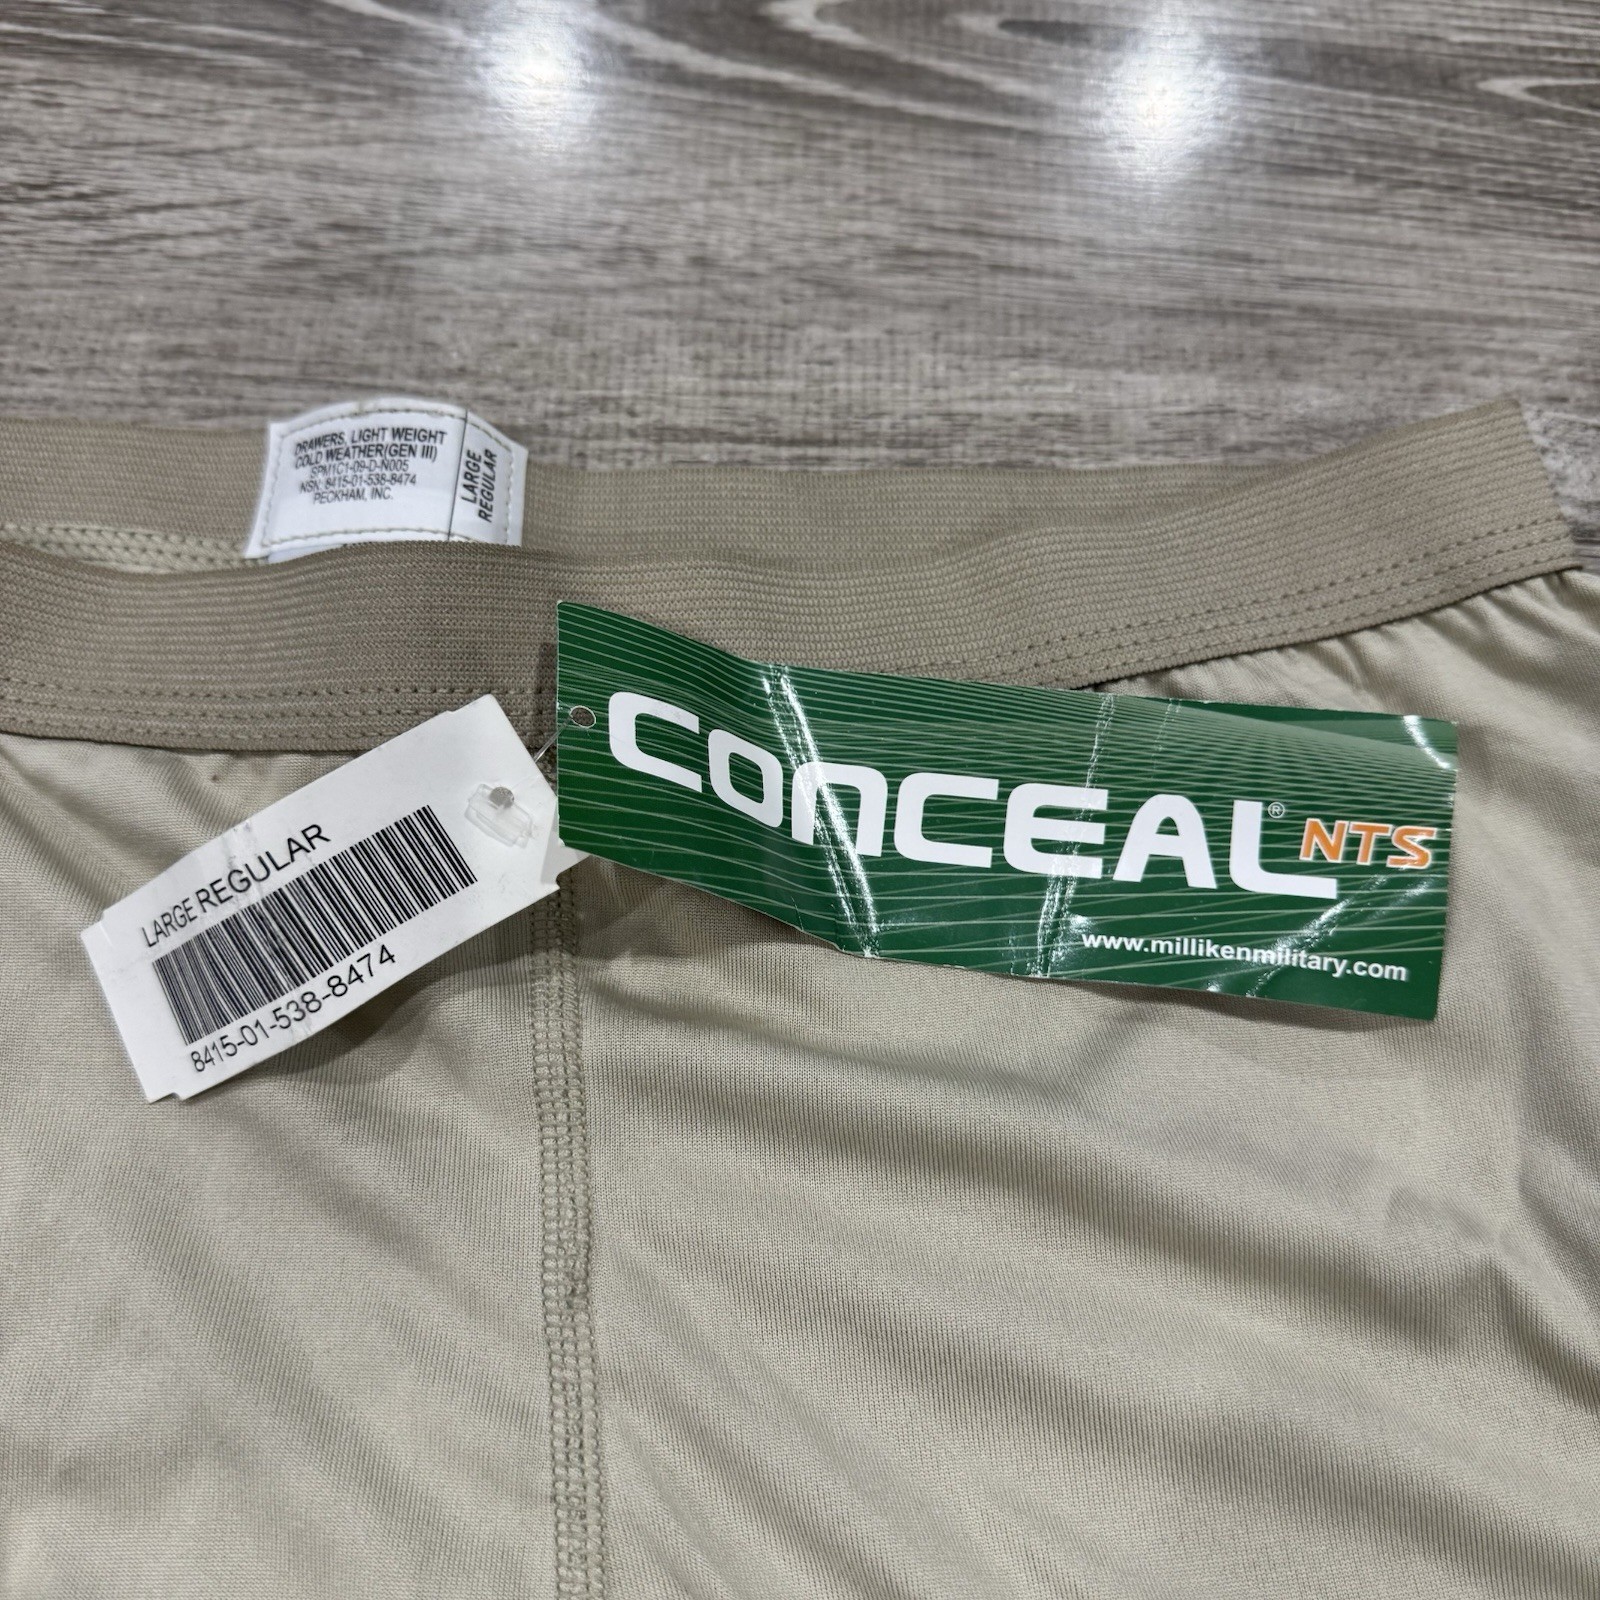 DRAWERS, LIGHT WEIGHT
COLD WEATHER(GEN III)
SPM1C1-09-D-N005
NSN: 8415-01-538-8474
PECKHAM, INC.
LARGE
REGULAR
LARGE REGULAR
8415-01-538-8474
CONCEAL® NTS
www.millikenmilitary.com